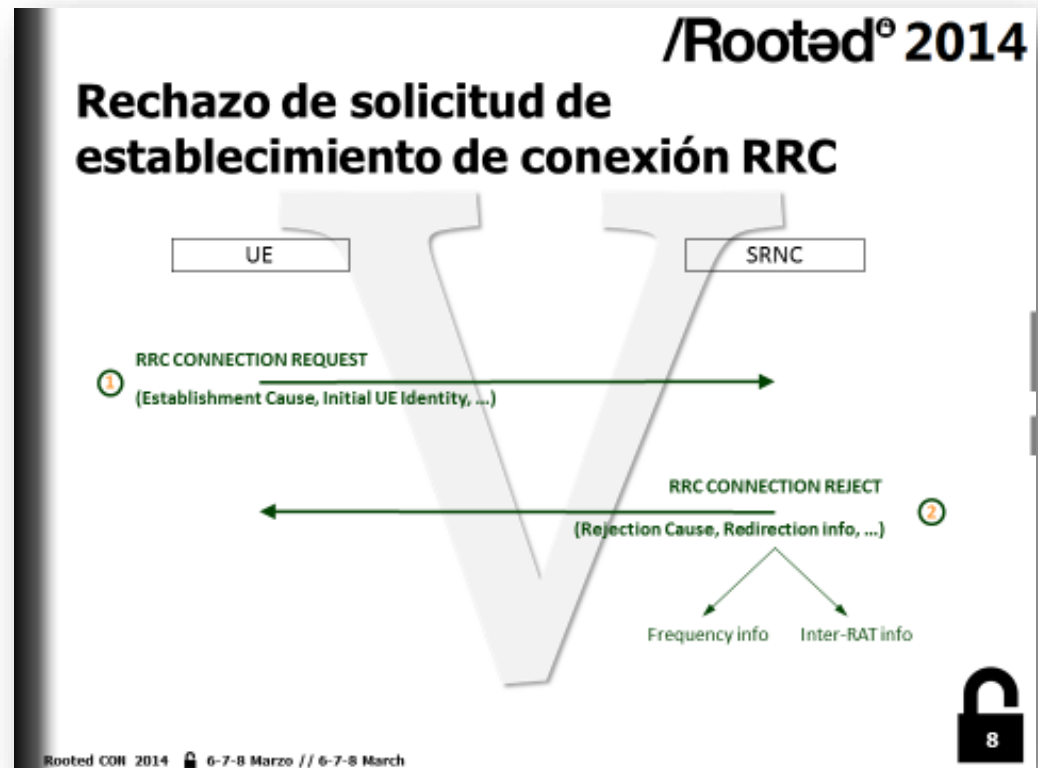 /Rootəd® 2014
Rechazo de solicitud de
establecimiento de conexión RRC
V
UE
SRNC
RRC CONNECTION REQUEST
1
(Establishment Cause, Initial UE Identity, ...)
RRC CONNECTION REJECT
2
(Rejection Cause, Redirection info, ...)
Frequency info
Inter-RAT info
8
Rooted CON 2014 6-7-8 Marzo // 6-7-8 March